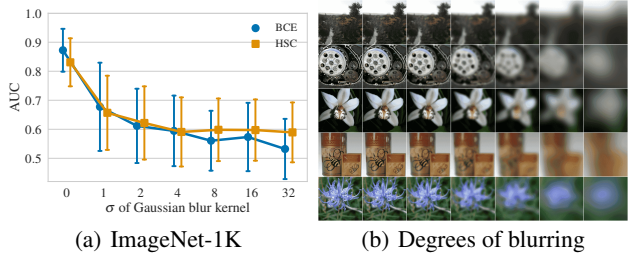 1.0
0.9
0.8
0.7
0.6
0.5
AUC
BCE
HSC
0 1 2 4 8 16 32
σ of Gaussian blur kernel
(a) ImageNet-1K
(b) Degrees of blurring